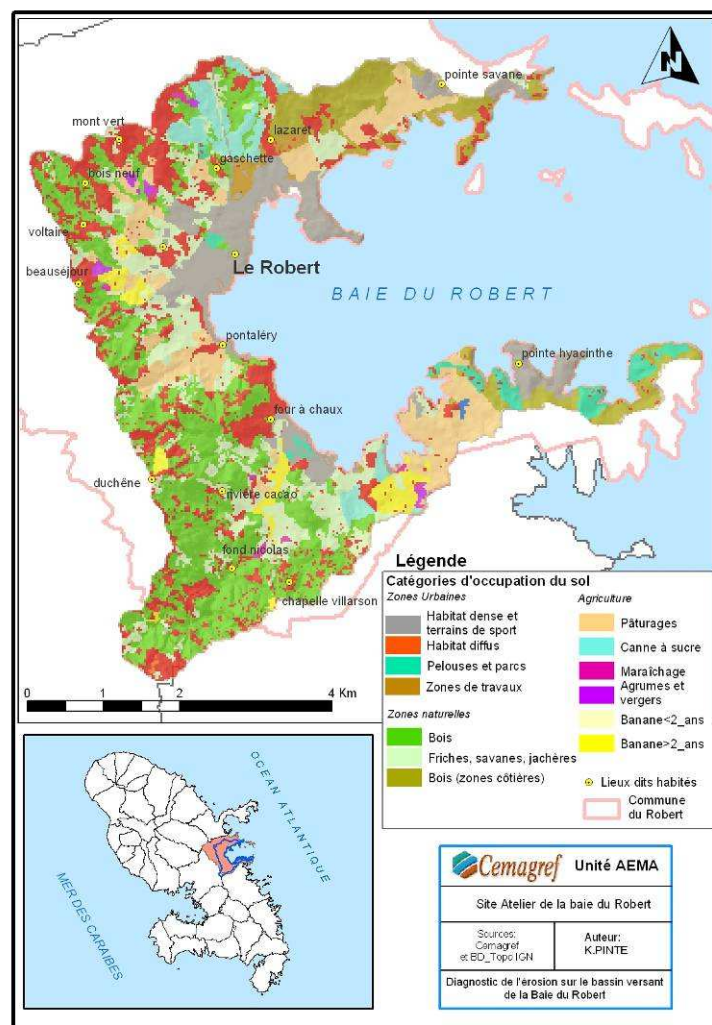 pointe savane
N
mont vert
lazaret
gaschette
bois neuf
voltaire
Le Robert
beauséjour
BAIE DU ROBERT
pontaléry
pointe hyacinthe
four à chaux
duchêne
rivière cacao
fond nicolas
chapelle villarson
0 1 2 4 Km
Légende
Catégories d'occupation du sol
Zones Urbaines
Habitat dense et
terrains de sport
Habitat diffus
Pelouses et parcs
Zones de travaux
Zones naturelles
Bois
Friches, savanes, jachères
Bois (zones côtières)
Agriculture
Pâturages
Canne à sucre
Maraîchage
Agrumes et
vergers
Banane<2_ans
Banane>2_ans
Lieux dits habités
Commune
du Robert
OCEAN ATLANTIQUE
MER DES CARAIBES
Cemagref Unité AEMA
Site Atelier de la baie du Robert
Sources:
Cemagref
et BD_Topo IGN
Auteur:
K.PINTE
Diagnostic de l'érosion sur le bassin versant
de la Baie du Robert